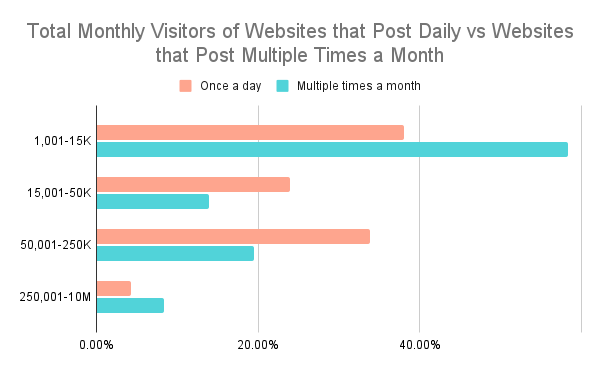 Total Monthly Visitors of Websites that Post Daily vs Websites
that Post Multiple Times a Month
Once a day Multiple times a month
1,001-15K
15,001-50K
50,001-250K
250,001-10M
0.00% 20.00% 40.00%